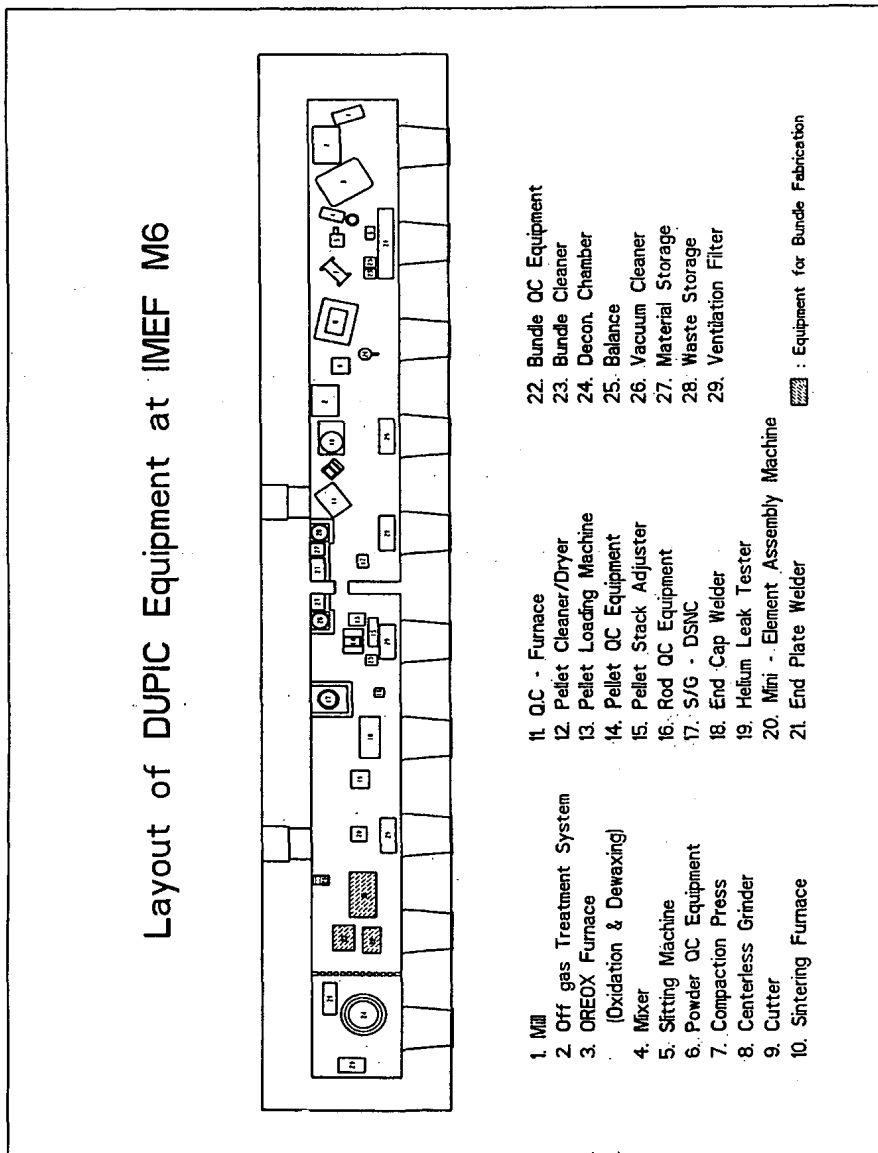 Layout of DUPIC Equipment at IMEF M6
1. Mill
2. Off gas Treatment System
3. OREOX Furnace
(Oxidation & Dewaxing)
4. Mixer
5. Slitting Machine
6. Powder QC Equipment
7. Compaction Press
8. Centerless Grinder
9. Cutter
10. Sintering Furnace
11. Q.C - Furnace
12. Pellet Cleaner/Dryer
13. Pellet Loading Machine
14. Pellet QC Equipment
15. Pellet Stack Adjuster
16. Rod QC Equipment
17. S/G - DSNC
18. End Cap Welder
19. Helium Leak Tester
20. Mini - Element Assembly Machine
21. End Plate Welder
22. Bundle QC Equipment
23. Bundle Cleaner
24. Decon. Chamber
25. Balance
26. Vacuum Cleaner
27. Material Storage
28. Waste Storage
29. Ventilation Filter
: Equipment for Bundle Fabrication